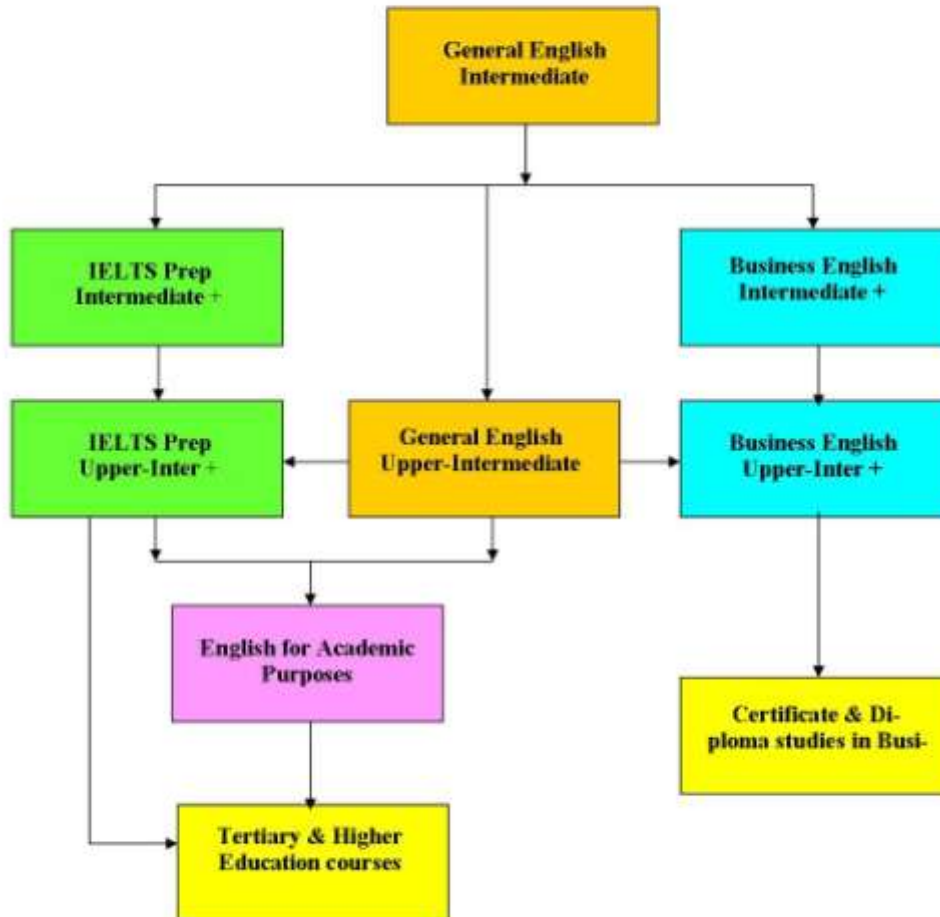 General English
Intermediate
IELTS Prep
Intermediate +
Business English
Intermediate +
IELTS Prep
Upper-Inter +
General English
Upper-Intermediate
Business English
Upper-Inter +
English for Academic
Purposes
Certificate & Di-
ploma studies in Busi-
Tertiary & Higher
Education courses